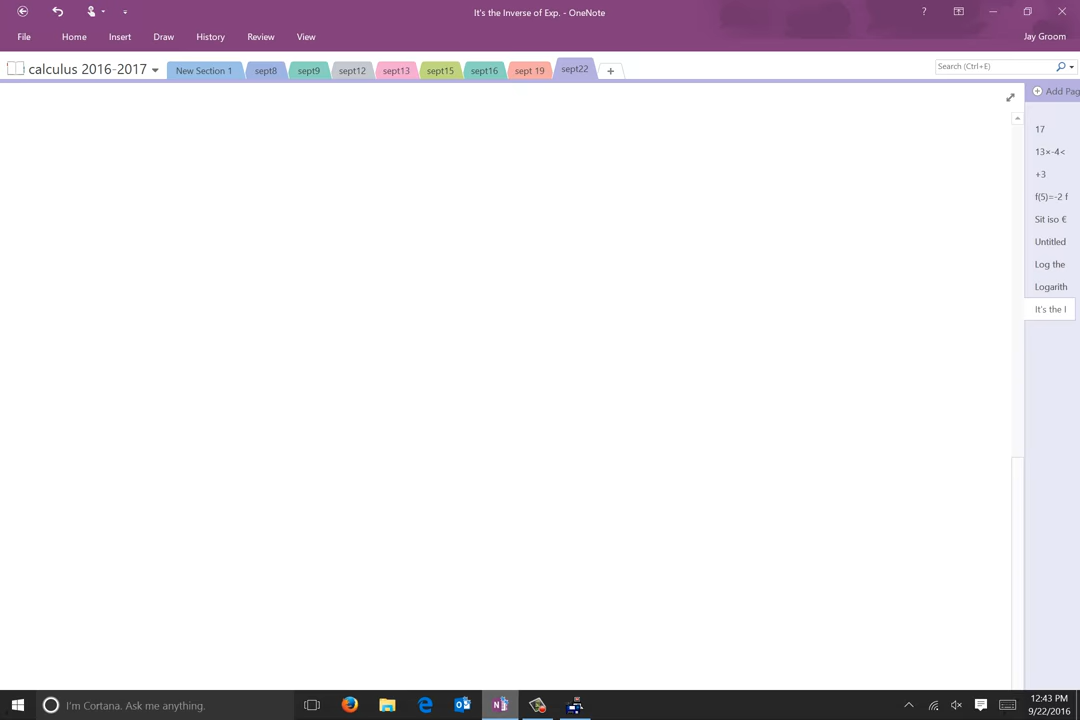 It's the Inverse of Exp. - OneNote
?
File Home Insert Draw History Review View
Jay Groom
calculus 2016-2017
New Section 1 sept8 sept9 sept12 sept13 sept15 sept16 sept 19 sept22 +
Search (Ctrl+E)
Add Pag
17
13×-4<
+3
f(5)=-2 f
Sit iso €
Untitled
Log the
Logarith
It's the I
I'm Cortana. Ask me anything.
12:43 PM
9/22/2016